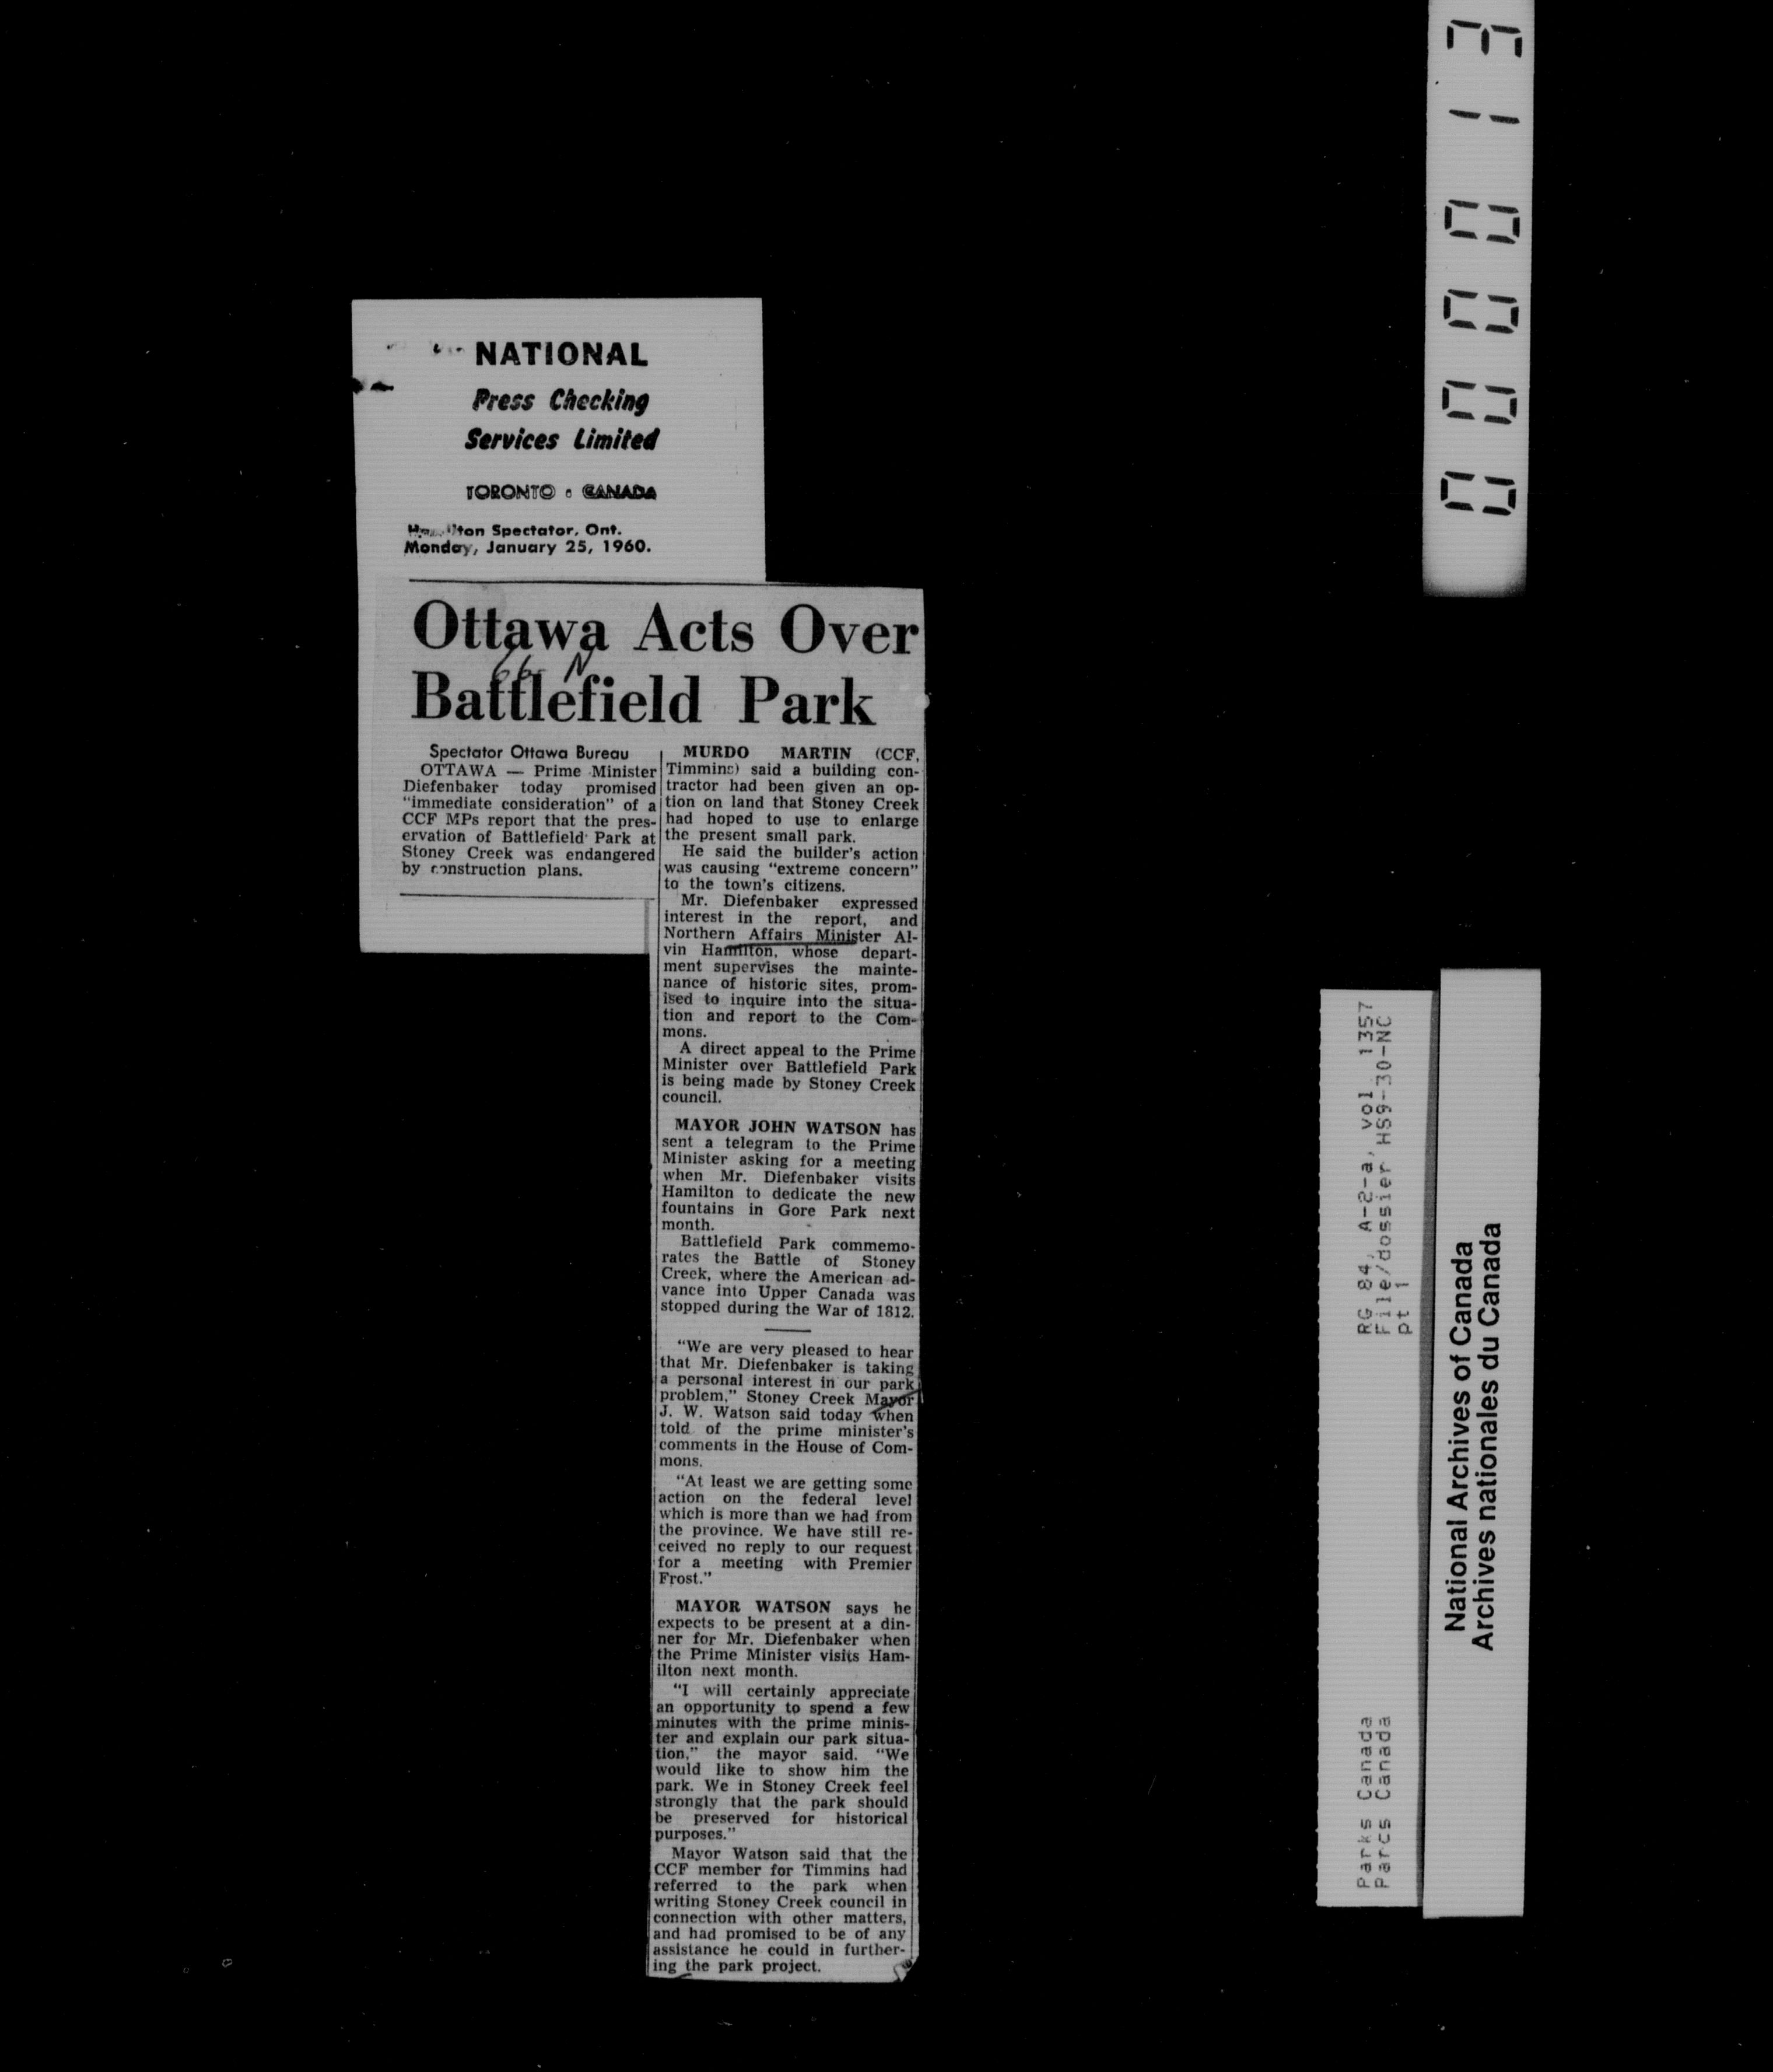 NATIONAL
Press Checking
Services Limited
TORONTO • CANADA
Hamilton Spectator, Ont.
Monday, January 25, 1960.
Ottawa Acts Over
Battlefield Park
Spectator Ottawa Bureau
OTTAWA — Prime Minister
Diefenbaker today promised
"immediate consideration" of a
CCF MPs report that the pres-
ervation of Battlefield Park at
Stoney Creek was endangered
by construction plans.
MURDO MARTIN (CCF,
Timmins) said a building con-
tractor had been given an op-
tion on land that Stoney Creek
had hoped to use to enlarge
the present small park.
He said the builder's action
was causing "extreme concern"
to the town's citizens.
Mr. Diefenbaker expressed
interest in the report, and
Northern Affairs Minister Al-
vin Hamilton, whose depart-
ment supervises the mainte-
nance of historic sites, prom-
ised to inquire into the situa-
tion and report to the Com-
mons.
A direct appeal to the Prime
Minister over Battlefield Park
is being made by Stoney Creek
council.
MAYOR JOHN WATSON has
sent a telegram to the Prime
Minister asking for a meeting
when Mr. Diefenbaker visits
Hamilton to dedicate the new
fountains in Gore Park next
month.
Battlefield Park commemo-
rates the Battle of Stoney
Creek, where the American ad-
vance into Upper Canada was
stopped during the War of 1812.
"We are very pleased to hear
that Mr. Diefenbaker is taking
a personal interest in our park
problem," Stoney Creek Mayor
J. W. Watson said today when
told of the prime minister's
comments in the House of Com-
mons.
"At least we are getting some
action on the federal level
which is more than we had from
the province. We have still re-
ceived no reply to our request
for a meeting with Premier
Frost."
MAYOR WATSON says he
expects to be present at a din-
ner for Mr. Diefenbaker when
the Prime Minister visits Ham-
ilton next month.
"I will certainly appreciate
an opportunity to spend a few
minutes with the prime minis-
ter and explain our park situa-
tion," the mayor said. "We
would like to show him the
park. We in Stoney Creek feel
strongly that the park should
be preserved for historical
purposes."
Mayor Watson said that the
CCF member for Timmins had
referred to the park when
writing Stoney Creek council in
connection with other matters,
and had promised to be of any
assistance he could in further-
ing the park project.
000013
Parks Canada
Parcs Canada
RG 84, A-2-a, vol 1357
File/dossier HS9-30-NC
pt 1
National Archives of Canada
Archives nationales du Canada